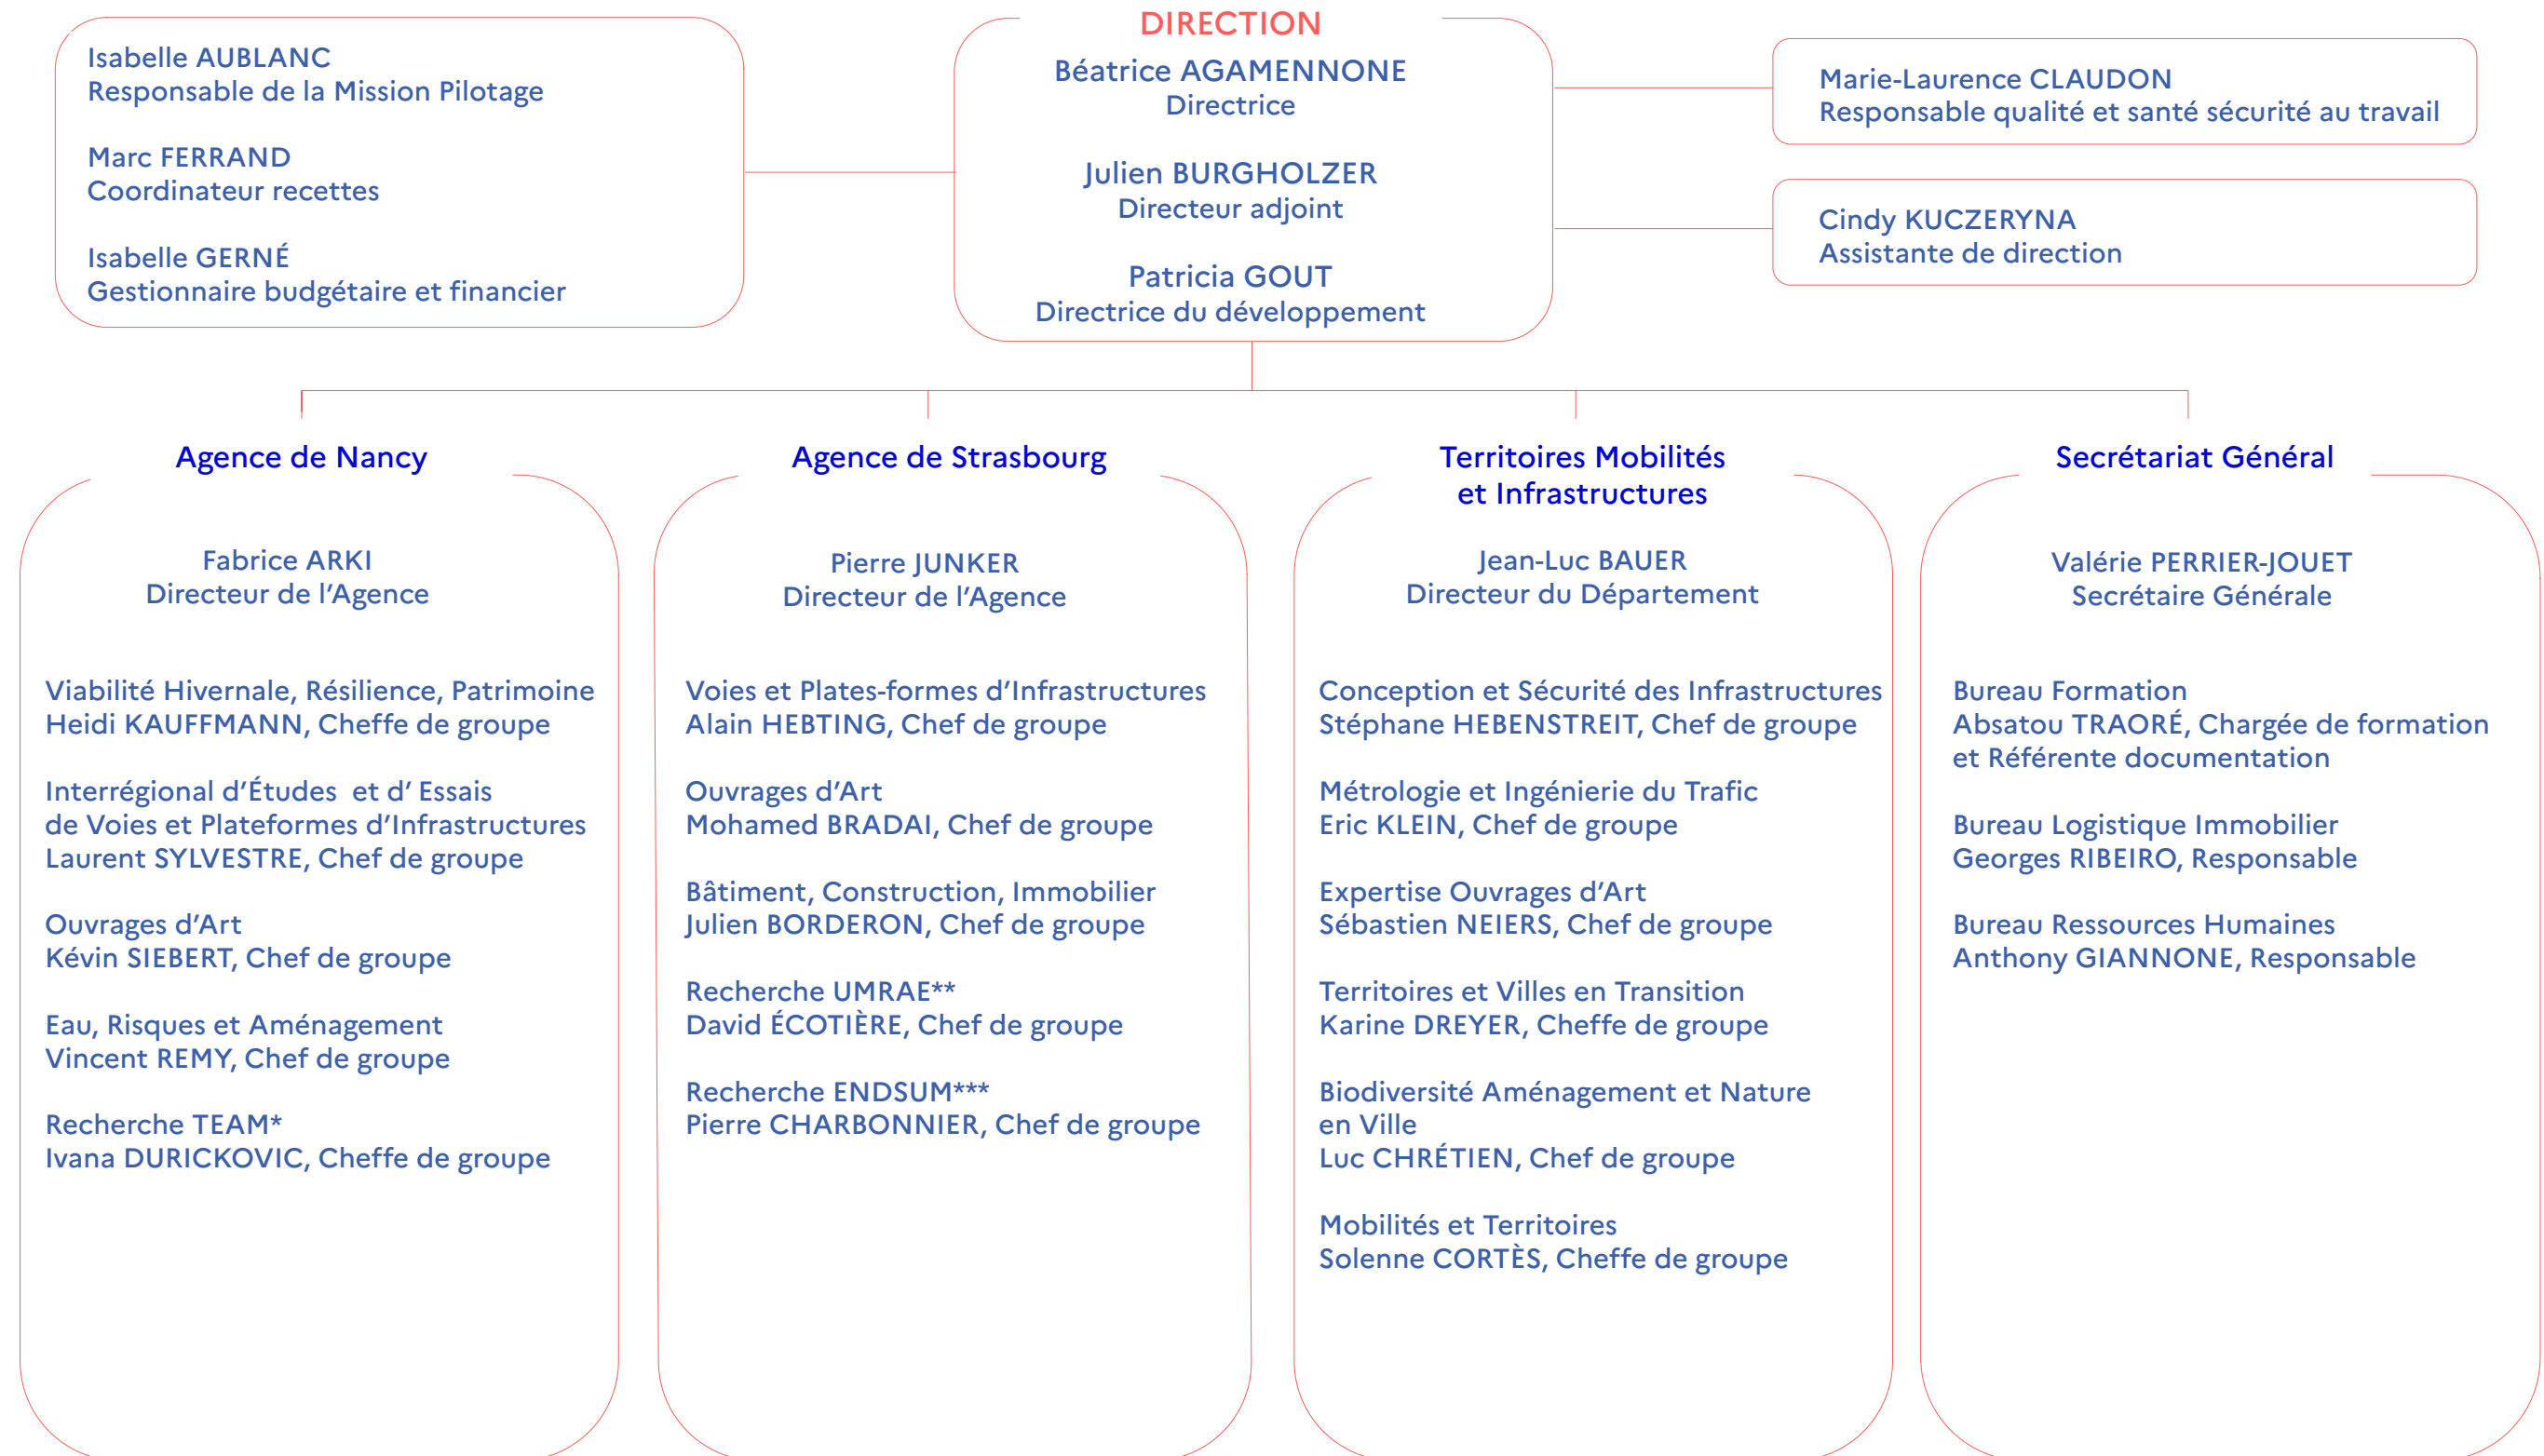 Isabelle AUBLANC
Responsable de la Mission Pilotage
Marc FERRAND
Coordinateur recettes
Isabelle GERNÉ
Gestionnaire budgétaire et financier
DIRECTION
Béatrice AGAMENNONE
Directrice
Julien BURGHOLZER
Directeur adjoint
Patricia GOUT
Directrice du développement
Marie-Laurence CLAUDON
Responsable qualité et santé sécurité au travail
Cindy KUCZERYNA
Assistante de direction
Agence de Nancy
Fabrice ARKI
Directeur de l’Agence
Viabilité Hivernale, Résilience, Patrimoine
Heidi KAUFFMANN, Cheffe de groupe
Interrégional d’Études  et d’ Essais
de Voies et Plateformes d’Infrastructures
Laurent SYLVESTRE, Chef de groupe
Ouvrages d’Art
Kévin SIEBERT, Chef de groupe
Eau, Risques et Aménagement
Vincent REMY, Chef de groupe
Recherche TEAM*
Ivana DURICKOVIC, Cheffe de groupe
Agence de Strasbourg
Pierre JUNKER
Directeur de l’Agence
Voies et Plates-formes d’Infrastructures
Alain HEBTING, Chef de groupe
Ouvrages d’Art
Mohamed BRADAI, Chef de groupe
Bâtiment, Construction, Immobilier
Julien BORDERON, Chef de groupe
Recherche UMRAE**
David ÉCOTIÈRE, Chef de groupe
Recherche ENDSUM***
Pierre CHARBONNIER, Chef de groupe
Territoires Mobilités
et Infrastructures
Jean-Luc BAUER
Directeur du Département
Conception et Sécurité des Infrastructures
Stéphane HEBENSTREIT, Chef de groupe
Métrologie et Ingénierie du Trafic
Eric KLEIN, Chef de groupe
Expertise Ouvrages d’Art
Sébastien NEIERS, Chef de groupe
Territoires et Villes en Transition
Karine DREYER, Cheffe de groupe
Biodiversité Aménagement et Nature
en Ville
Luc CHRÉTIEN, Chef de groupe
Mobilités et Territoires
Solenne CORTÈS, Cheffe de groupe
Secrétariat Général
Valérie PERRIER-JOUET
Secrétaire Générale
Bureau Formation
Absatou TRAORÉ, Chargée de formation
et Référente documentation
Bureau Logistique Immobilier
Georges RIBEIRO, Responsable
Bureau Ressources Humaines
Anthony GIANNONE, Responsable